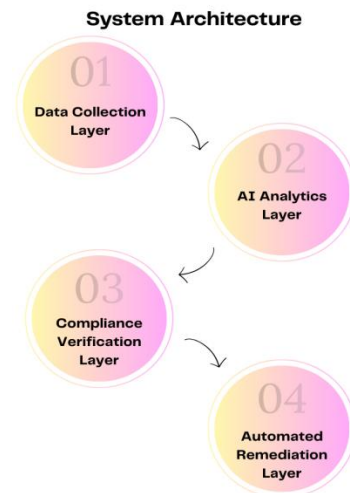 System Architecture
01
Data Collection
Layer
02
AI Analytics
Layer
03
Compliance
Verification
Layer
04
Automated
Remediation
Layer